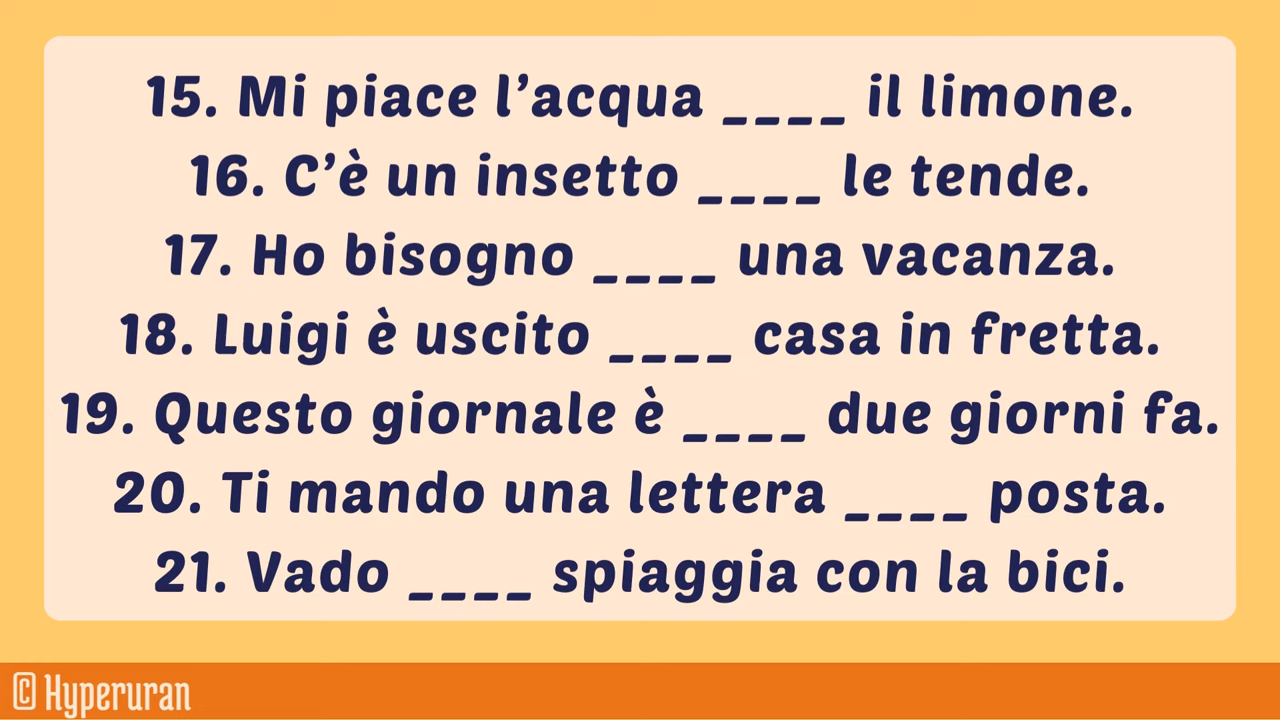 15. Mi piace l’acqua ____ il limone.
16. C’è un insetto ____ le tende.
17. Ho bisogno ____ una vacanza.
18. Luigi è uscito ____ casa in fretta.
19. Questo giornale è ____ due giorni fa.
20. Ti mando una lettera ____ posta.
21. Vado ____ spiaggia con la bici.
© Hyperuran